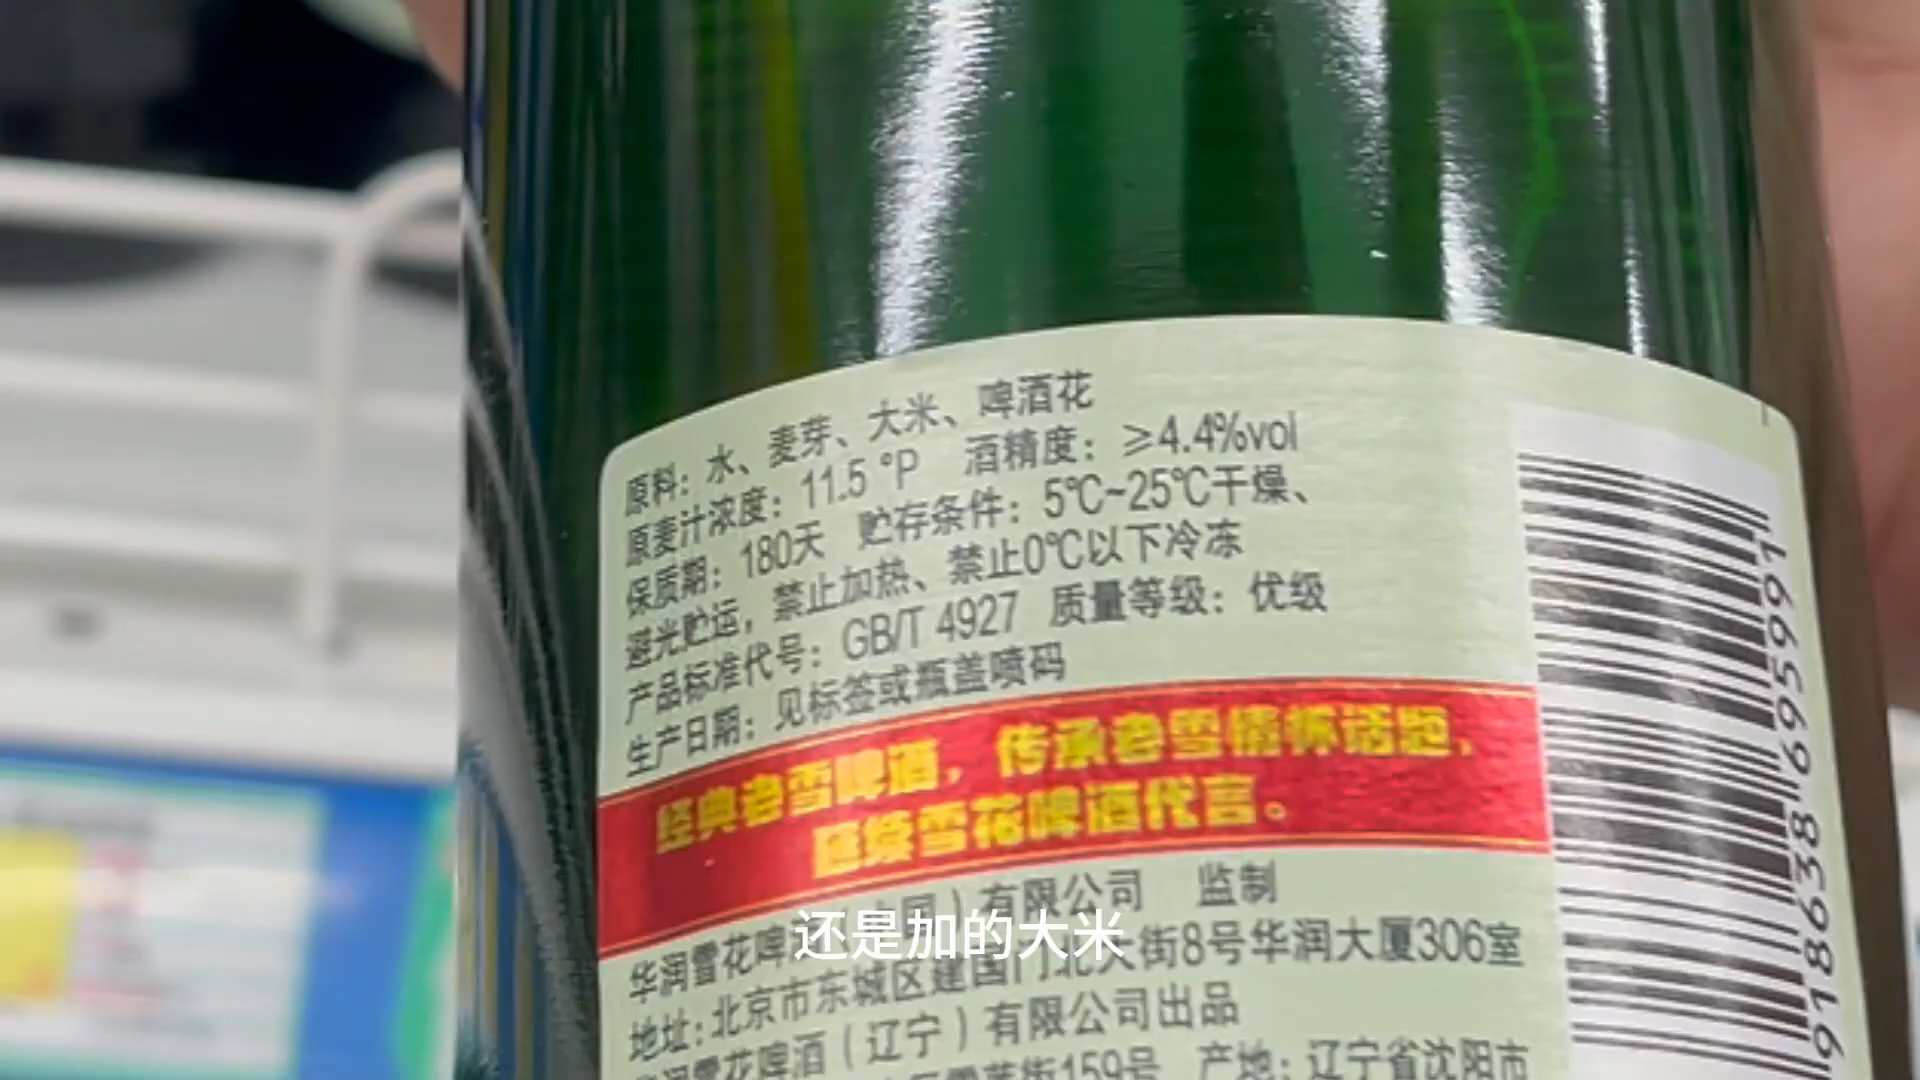 原料：水、麦芽、大米、啤酒花
原麦汁浓度：11.5 °P 酒精度：≥4.4%vol
保质期：180天 贮存条件：5℃~25℃干燥、
避光贮运，禁止加热、禁止0℃以下冷冻
产品标准代号：GB/T 4927 质量等级：优级
生产日期：见标签或瓶盖喷码
经典老雪啤酒，传承老雪情怀话题，
延续雪花啤酒代言。
华润雪花啤酒 有限公司 监制
还是加的大米
地址：北京市东城区建国门北大街8号华润大厦306室
雪花啤酒（辽宁）有限公司出品
街159号 产地：辽宁省沈阳市
918638 695991